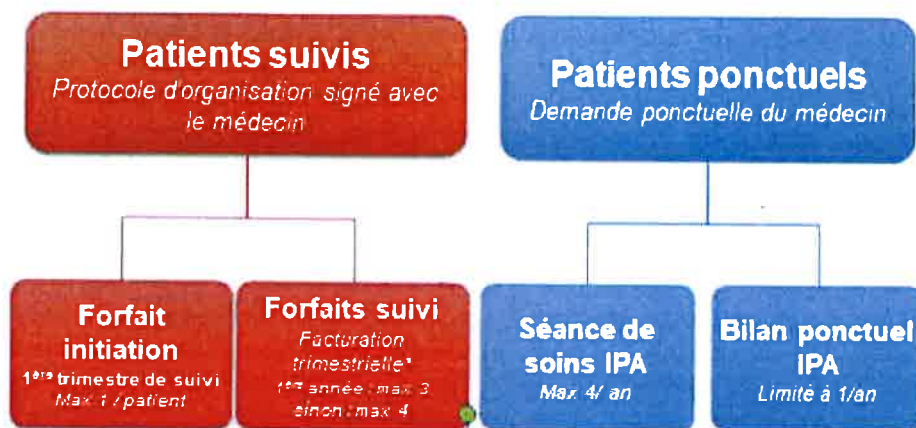 Patients suivis
Protocole d'organisation signé avec
le médecin
Patients ponctuels
Demande ponctuelle du médecin
Forfait
initiation
1ère trimestre de suivi
Max 1 / patient
Forfaits suivi
Facturation
trimestrielle*
1ère année : max 3
sinon : max 4
Séance de
soins IPA
Max 4/ an
Bilan ponctuel
IPA
Limité à 1/an